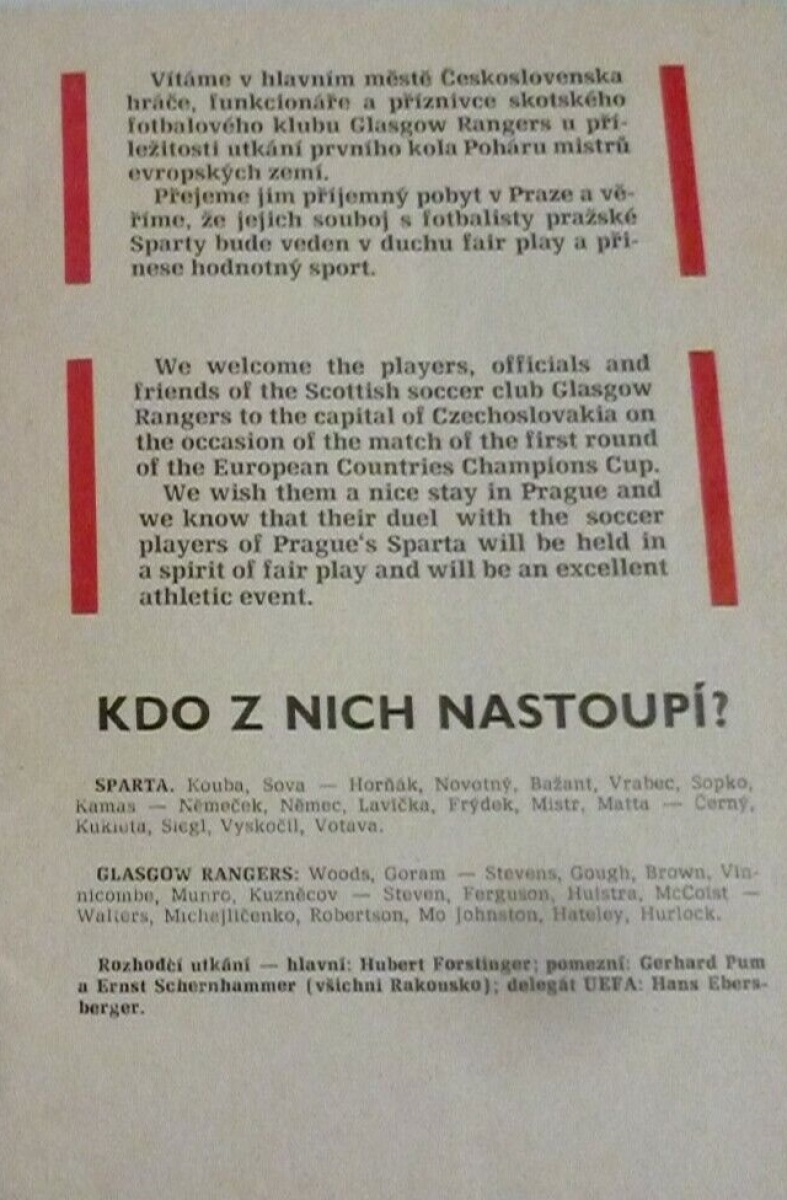 Vítáme v hlavním městě Československa
hráče, funkcionáře a příznivce skotského
fotbalového klubu Glasgow Rangers u pří-
ležitosti utkání prvního kola Poháru mistrů
evropských zemí.
Přejeme jim příjemný pobyt v Praze a vě-
říme, že jejich souboj s fotbalisty pražské
Sparty bude veden v duchu fair play a při-
nese hodnotný sport.
We welcome the players, officials and
friends of the Scottish soccer club Glasgow
Rangers to the capital of Czechoslovakia on
the occasion of the match of the first round
of the European Countries Champions Cup.
We wish them a nice stay in Prague and
we know that their duel with the soccer
players of Prague‘s Sparta will be held in
a spirit of fair play and will be an excellent
athletic event.
KDO Z NICH NASTOUPÍ?
SPARTA. Kouba, Sova — Horňák, Novotný, Bažant, Vrabec, Sopko,
Kamas — Němeček, Němec, Lavička, Frýdek, Mistr, Matta — Černý,
Kukleta, Siegl, Vyskočil, Votava.
GLASGOW RANGERS: Woods, Goram — Stevens, Gough, Brown, Vin-
nicombe, Munro, Kuzněcov — Steven, Ferguson, Huistra, McCoist —
Walters, Michejličenko, Robertson, Mo Johnston, Hateley, Hurlock.
Rozhodčí utkání — hlavní: Hubert Forstinger; pomezní: Gerhard Pum
a Ernst Schernhammer (všichni Rakousko); delegát UEFA: Hans Ebers-
berger.